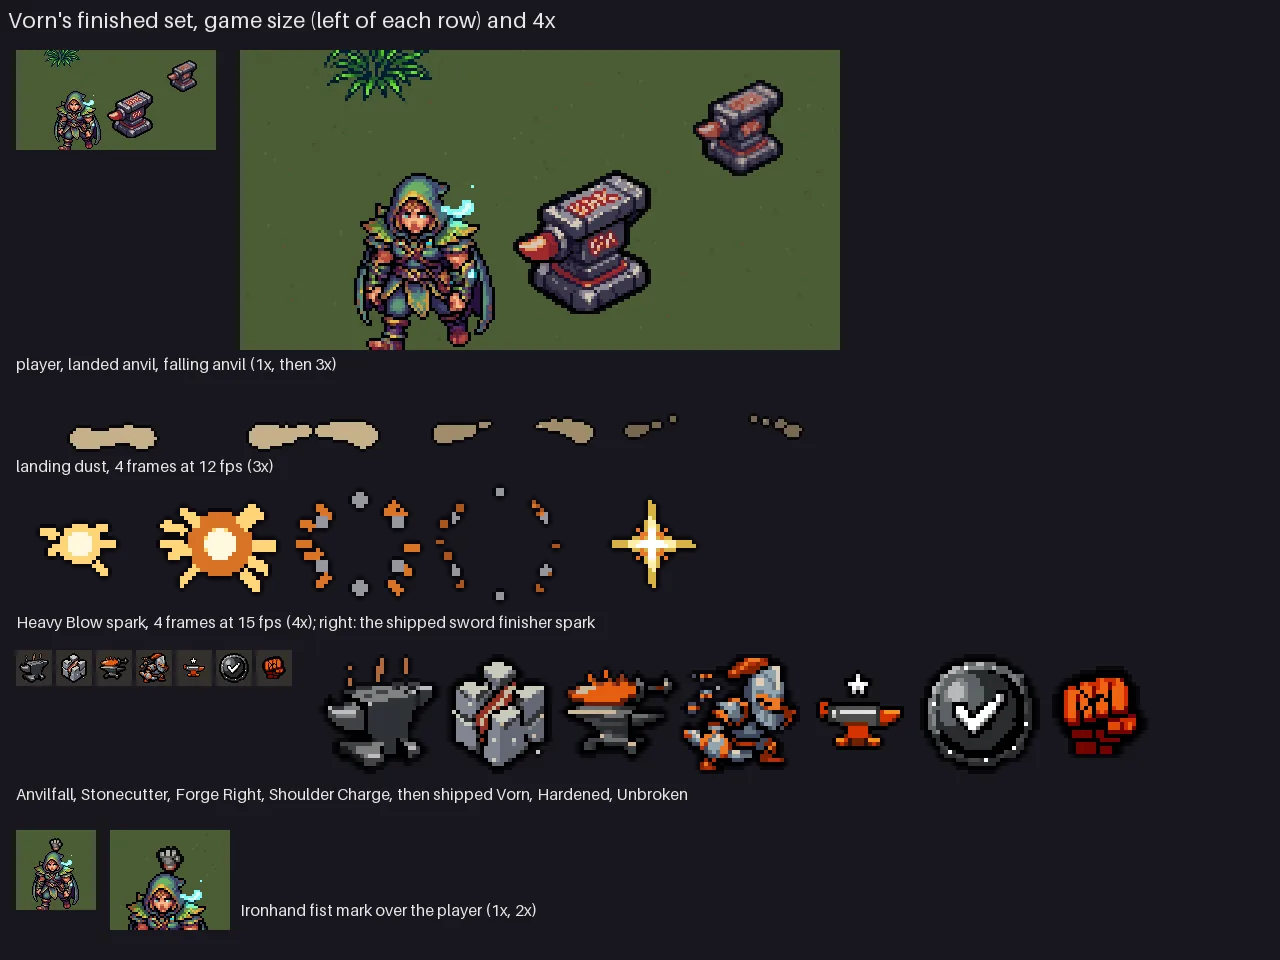 Vorn's finished set, game size (left of each row) and 4x
player, landed anvil, falling anvil (1x, then 3x)
landing dust, 4 frames at 12 fps (3x)
Heavy Blow spark, 4 frames at 15 fps (4x); right: the shipped sword finisher spark
Anvilfall, Stonecutter, Forge Right, Shoulder Charge, then shipped Vorn, Hardened, Unbroken
Ironhand fist mark over the player (1x, 2x)